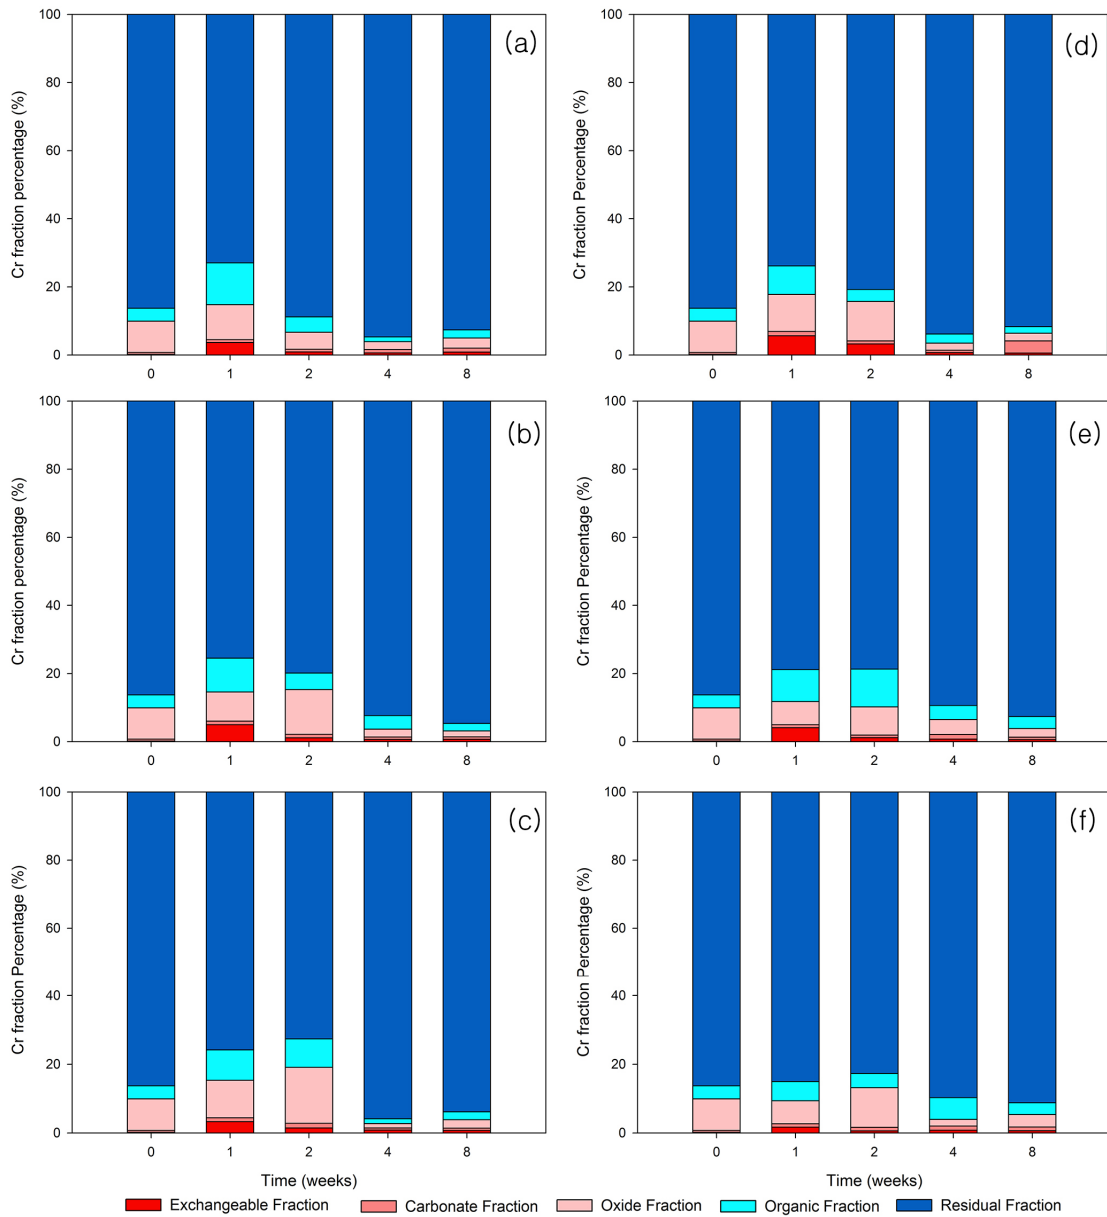 (a)
Cr fraction percentage (%)
100
80
60
40
20
0
0 1 2 4 8
(d)
Cr fraction Percentage (%)
100
80
60
40
20
0
0 1 2 4 8
(b)
Cr fraction percentage (%)
100
80
60
40
20
0
0 1 2 4 8
(e)
Cr fraction Percentage (%)
100
80
60
40
20
0
0 1 2 4 8
(c)
Cr fraction Percentage (%)
100
80
60
40
20
0
0 1 2 4 8
Time (weeks)
(f)
Cr fraction Percentage (%)
100
80
60
40
20
0
0 1 2 4 8
Time (weeks)
Exchangeable Fraction Carbonate Fraction Oxide Fraction Organic Fraction Residual Fraction